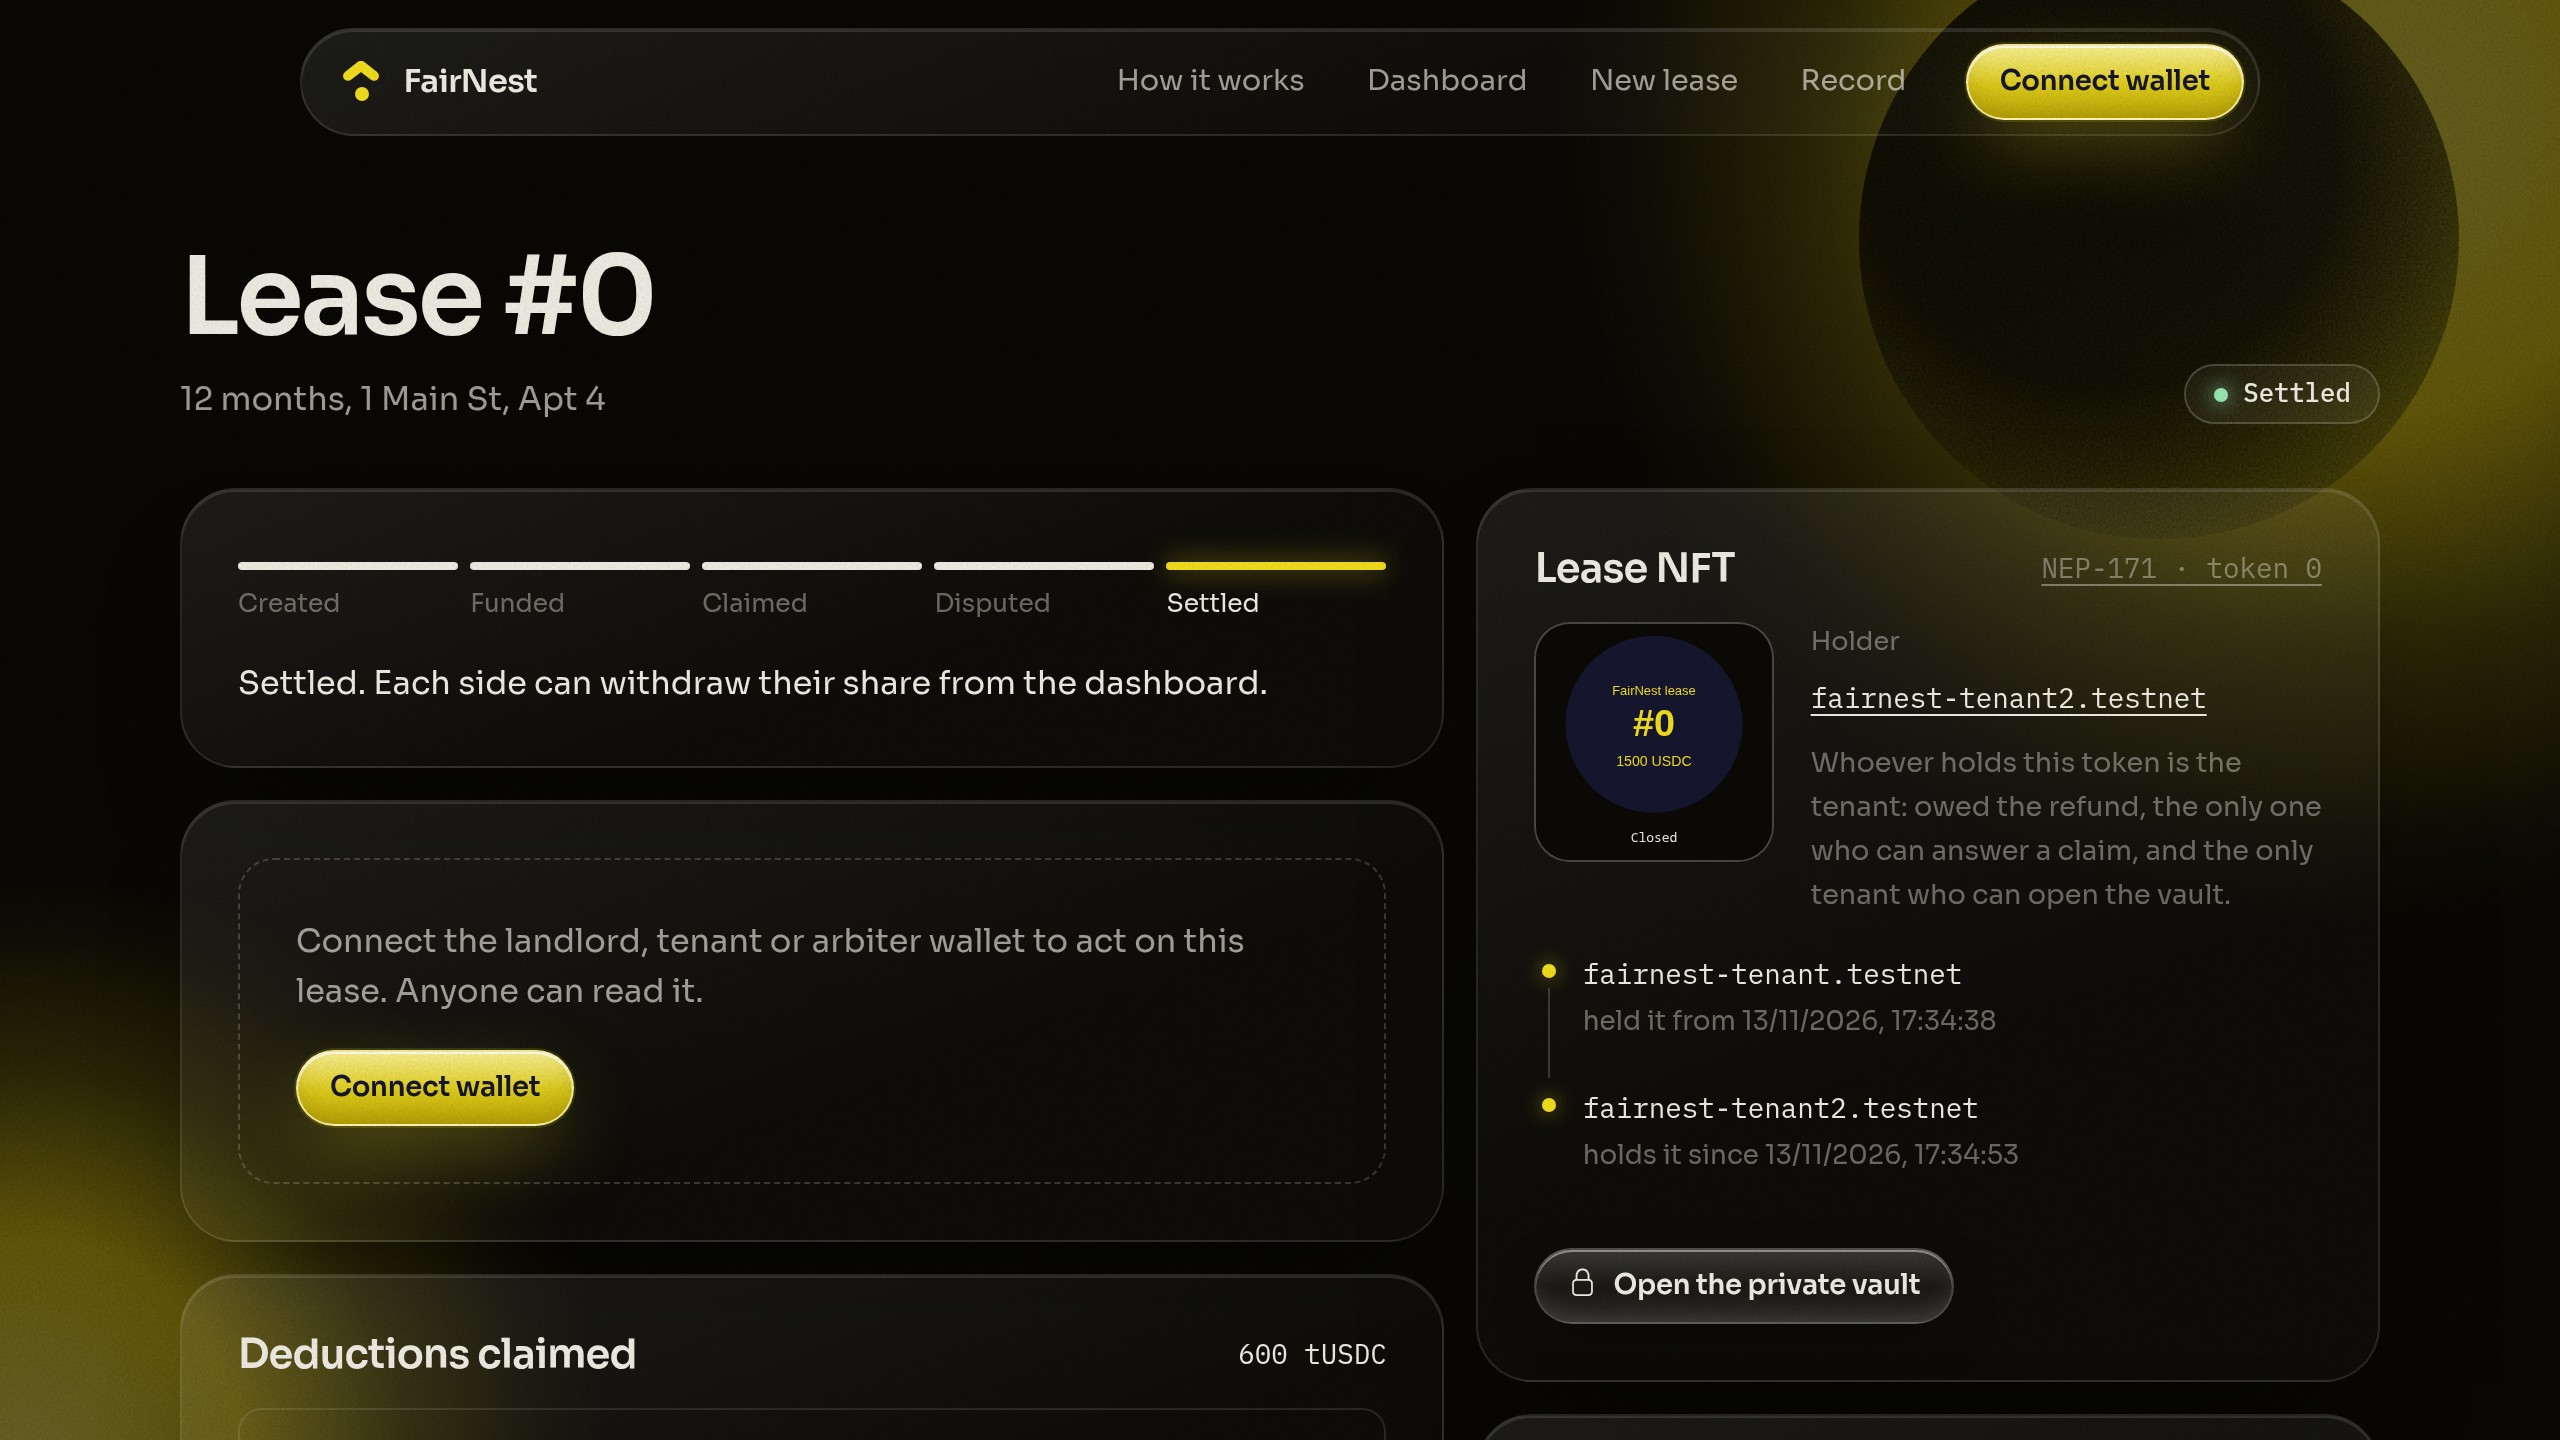 FairNest
How it works
Dashboard
New lease
Record
Connect wallet
Lease #0
12 months, 1 Main St, Apt 4
Settled
Created
Funded
Claimed
Disputed
Settled
Settled. Each side can withdraw their share from the dashboard.
Connect the landlord, tenant or arbiter wallet to act on this
lease. Anyone can read it.
Connect wallet
Deductions claimed
600 tUSDC
Lease NFT
NEP-171 · token 0
FairNest lease
#0
1500 USDC
Closed
Holder
fairnest-tenant2.testnet
Whoever holds this token is the
tenant: owed the refund, the only one
who can answer a claim, and the only
tenant who can open the vault.
fairnest-tenant.testnet
held it from 13/11/2026, 17:34:38
fairnest-tenant2.testnet
holds it since 13/11/2026, 17:34:53
Open the private vault